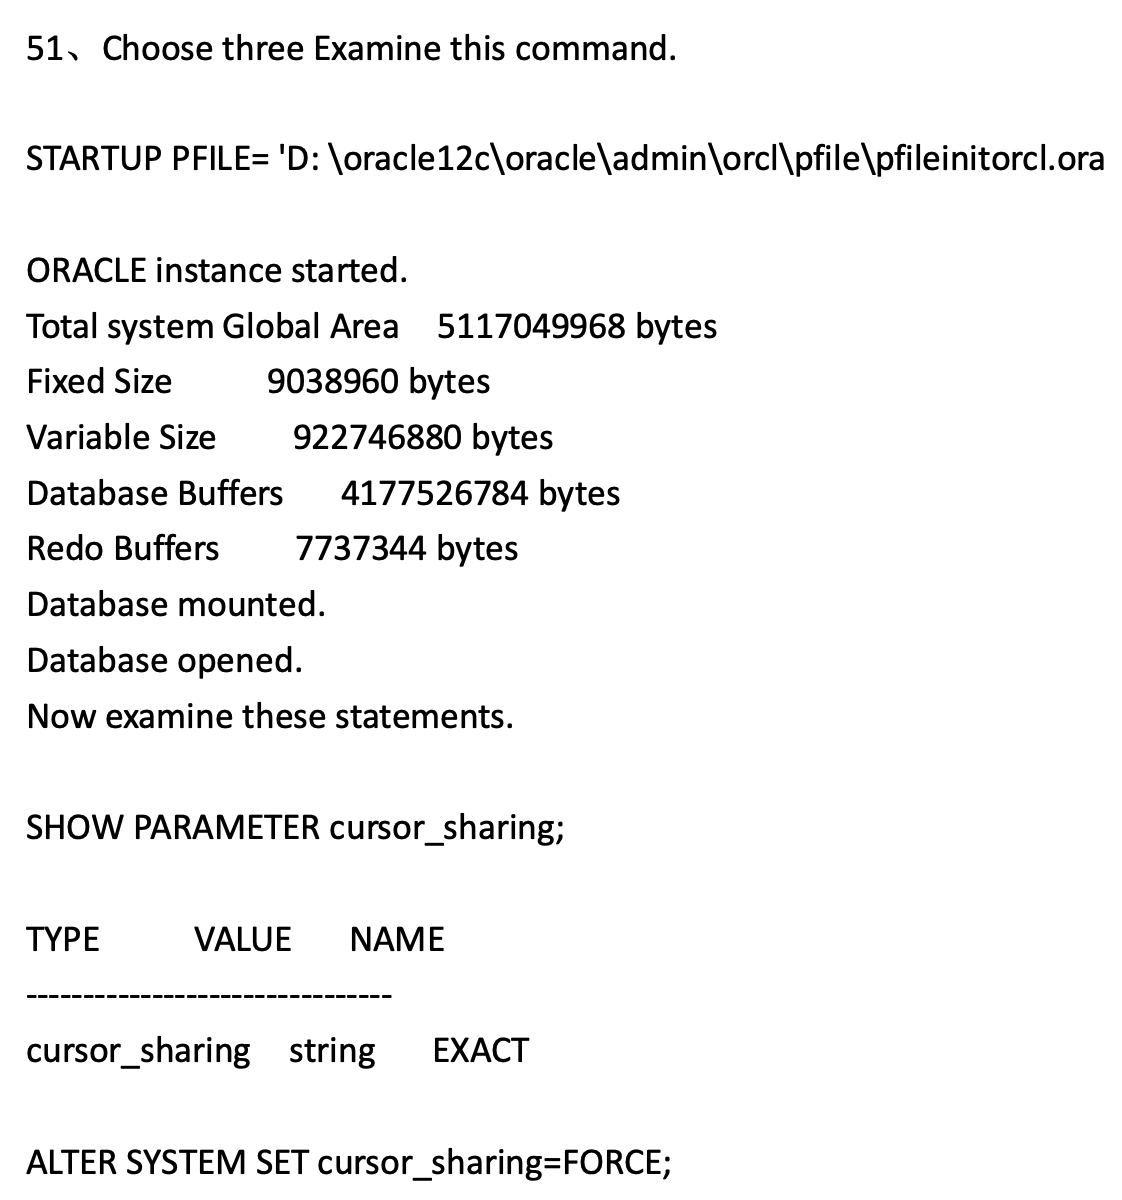 51、Choose three Examine this command.
STARTUP PFILE= 'D: \oracle12c\oracle\admin\orcl\pfile\pfileinitorcl.ora
ORACLE instance started.
Total system Global Area 5117049968 bytes
Fixed Size 9038960 bytes
Variable Size 922746880 bytes
Database Buffers 4177526784 bytes
Redo Buffers 7737344 bytes
Database mounted.
Database opened.
Now examine these statements.
SHOW PARAMETER cursor_sharing;
TYPE VALUE NAME
--------------------------------
cursor_sharing string EXACT
ALTER SYSTEM SET cursor_sharing=FORCE;